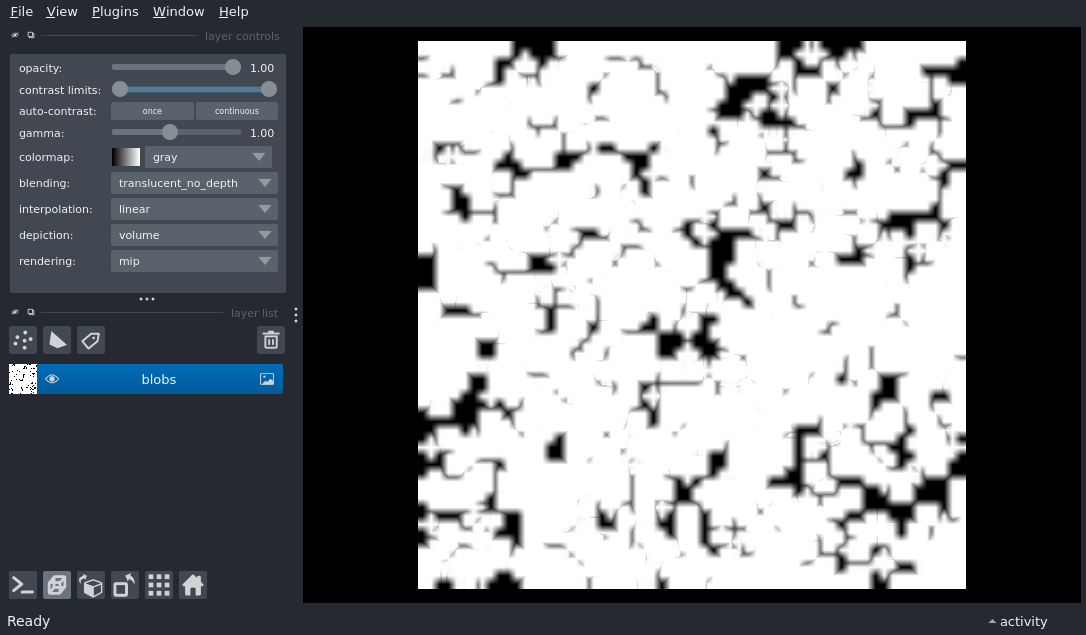 File View Plugins Window Help
layer controls
opacity: 1.00
contrast limits:
auto-contrast: once continuous
gamma: 1.00
colormap: gray
blending: translucent_no_depth
interpolation: linear
depiction: volume
rendering: mip
layer list
blobs
Ready activity